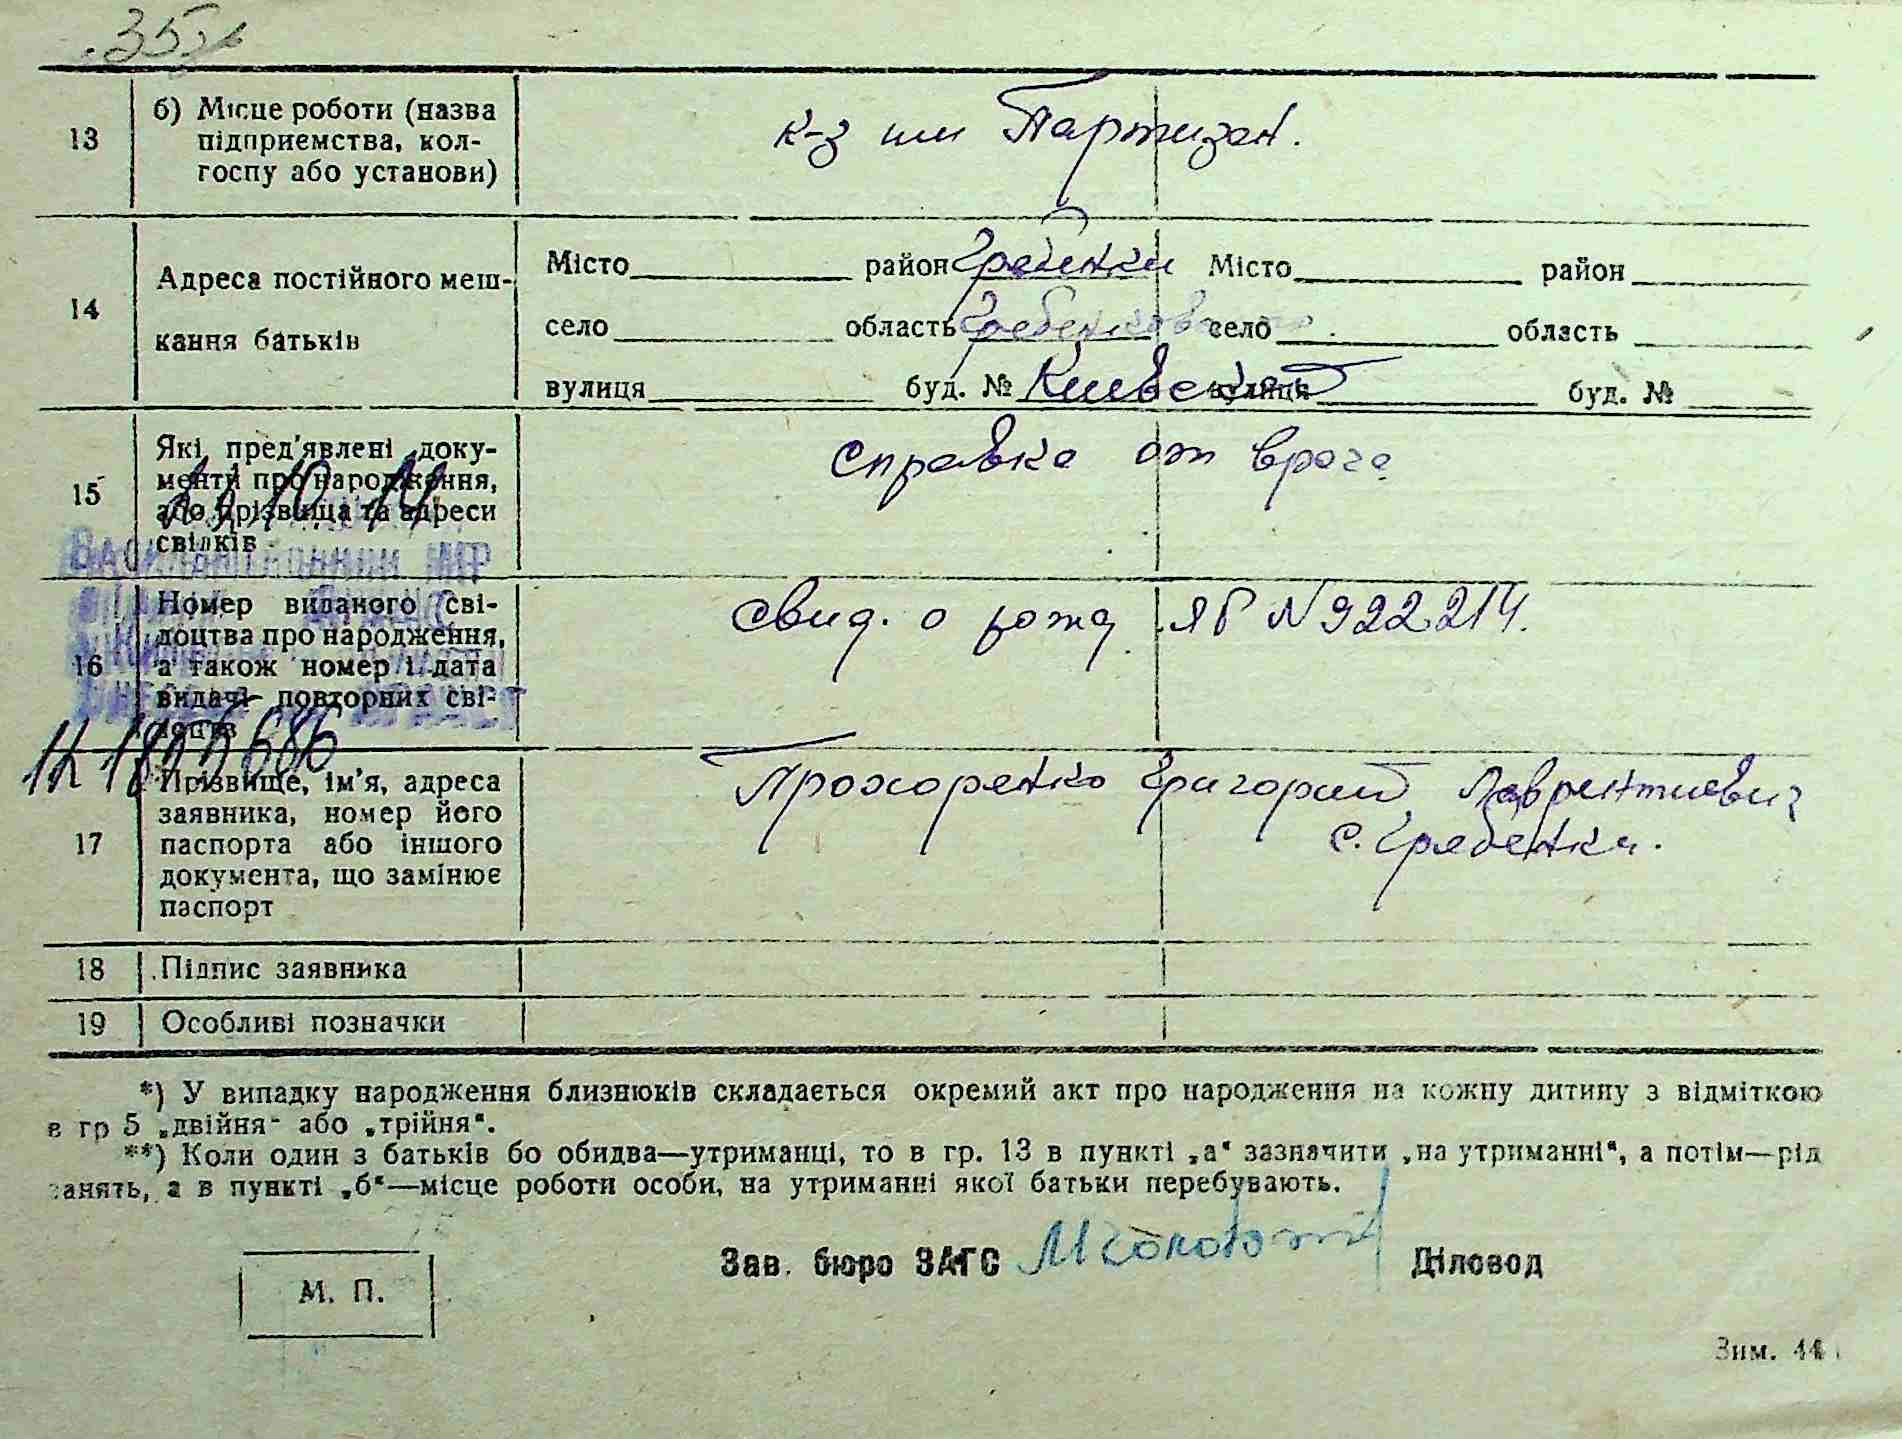 13
б) Місце роботи (назва
підприємства, кол-
госпу або установи)
к-з им Партизан.
14
Адреса постійного меш-
кання батьків
Місто район Гребенки Місто район
село область Гребенковс село область
вулиця буд. № Киевской вулиця буд. №
15
Які пред'явлені доку-
менти про народження,
або прізвища та адреси
свідків
справка от врача
16
Номер виданого сві-
доцтва про народження,
а також номер і дата
видачі повторних сві-
доцтв
свид. о рожд. ЯБ N 922214.
17
Прізвище, ім'я, адреса
заявника, номер його
паспорта або іншого
документа, що замінює
паспорт
Прохоренко Григорий Лаврентиевич
с. Гребенки.
18 Підпис заявника
19 Особливі позначки
*) У випадку народження близнюків складається окремий акт про народження на кожну дитину з відміткою
в гр 5 „двійня“ або „трійня“.
**) Коли один з батьків бо обидва—утриманці, то в гр. 13 в пункті „а“ зазначити „на утриманні“, а потім—рід
занять, а в пункті „б“—місце роботи особи, на утриманні якої батьки перебувають.
М. П.
Зав. бюро ЗАГС Діловод
Зим. 44